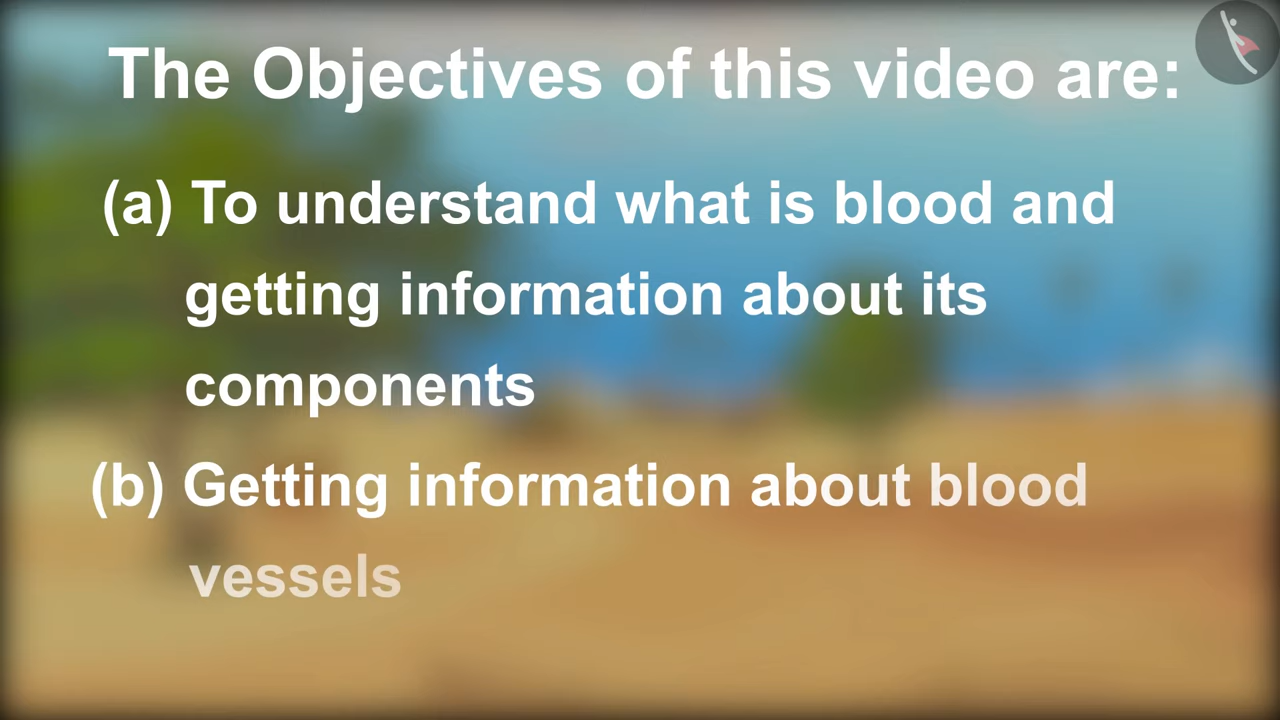 The Objectives of this video are:
(a) To understand what is blood and
getting information about its
components
(b) Getting information about blood
vessels